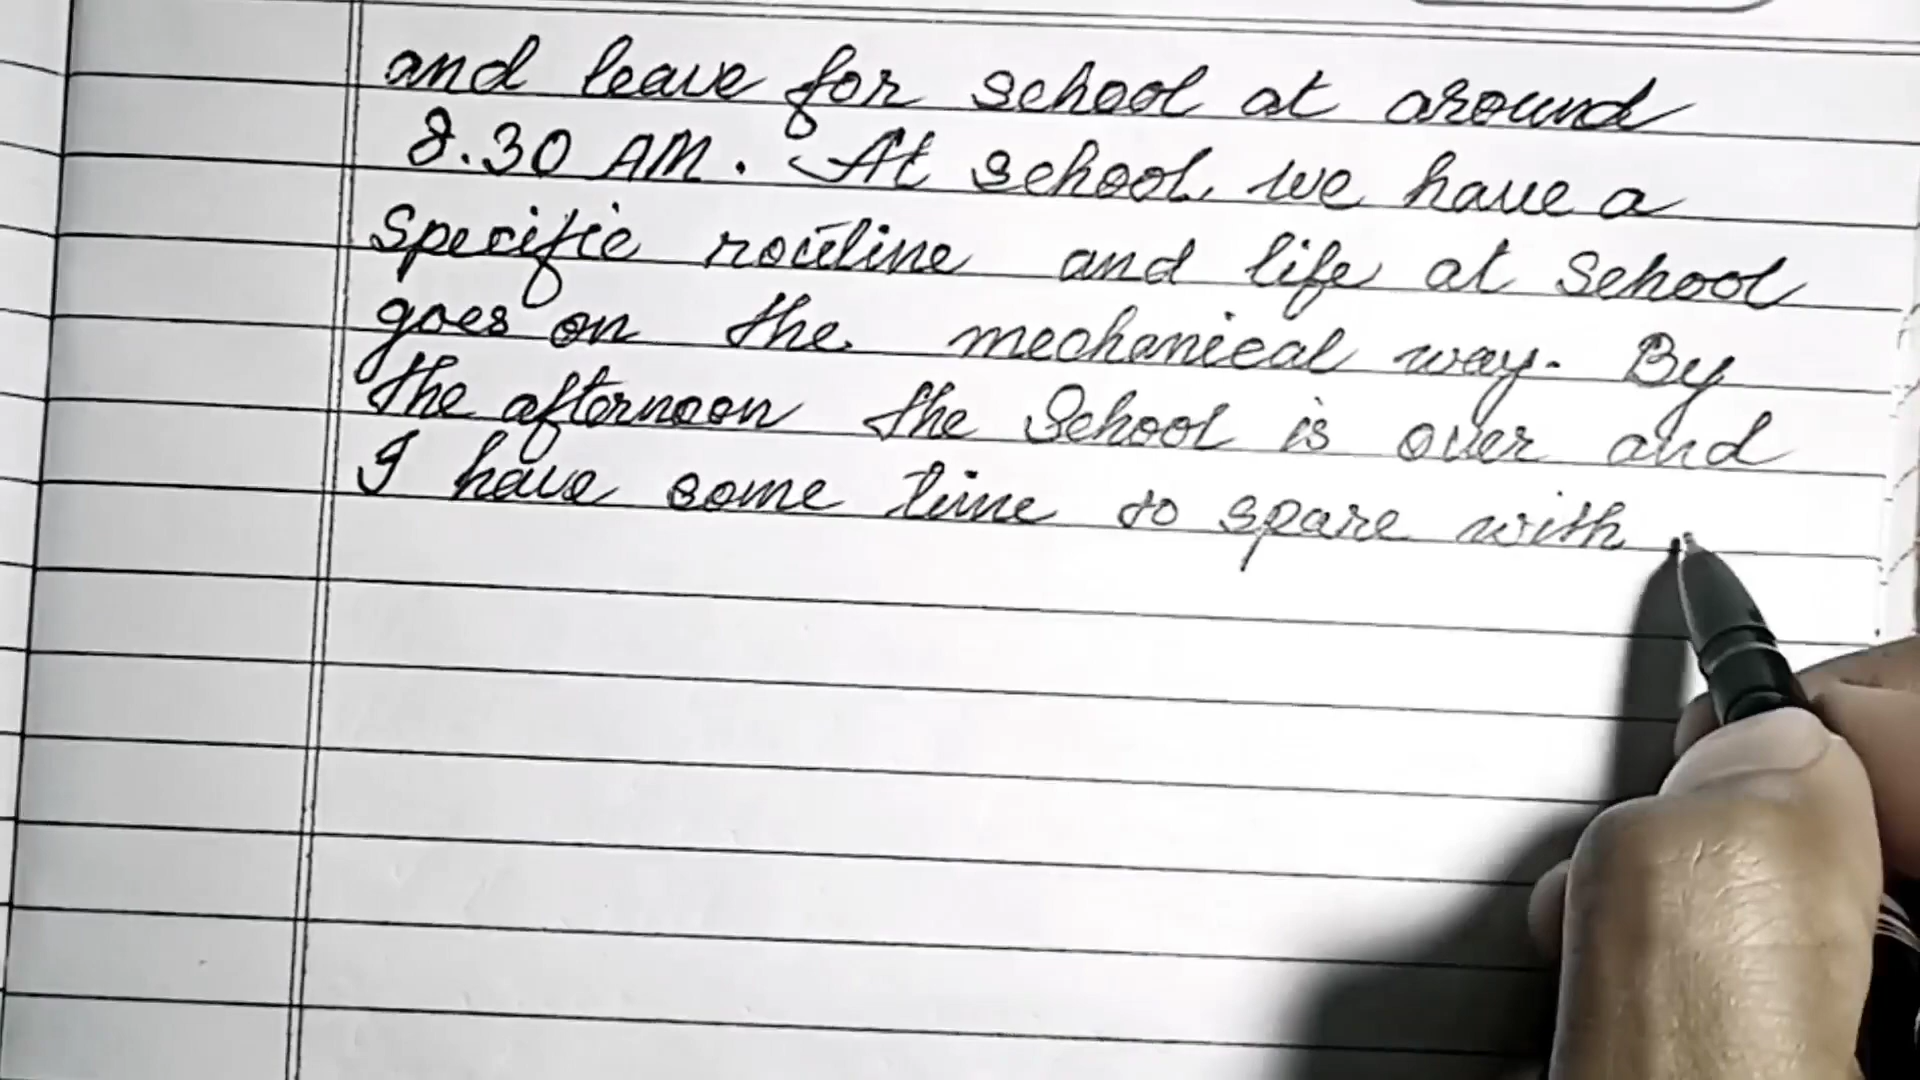 and leave for school at around
8.30 AM. At school, we have a
specific routine and life at School
goes on the mechanical way. By
the afternoon the School is over and
I have some time to spare with